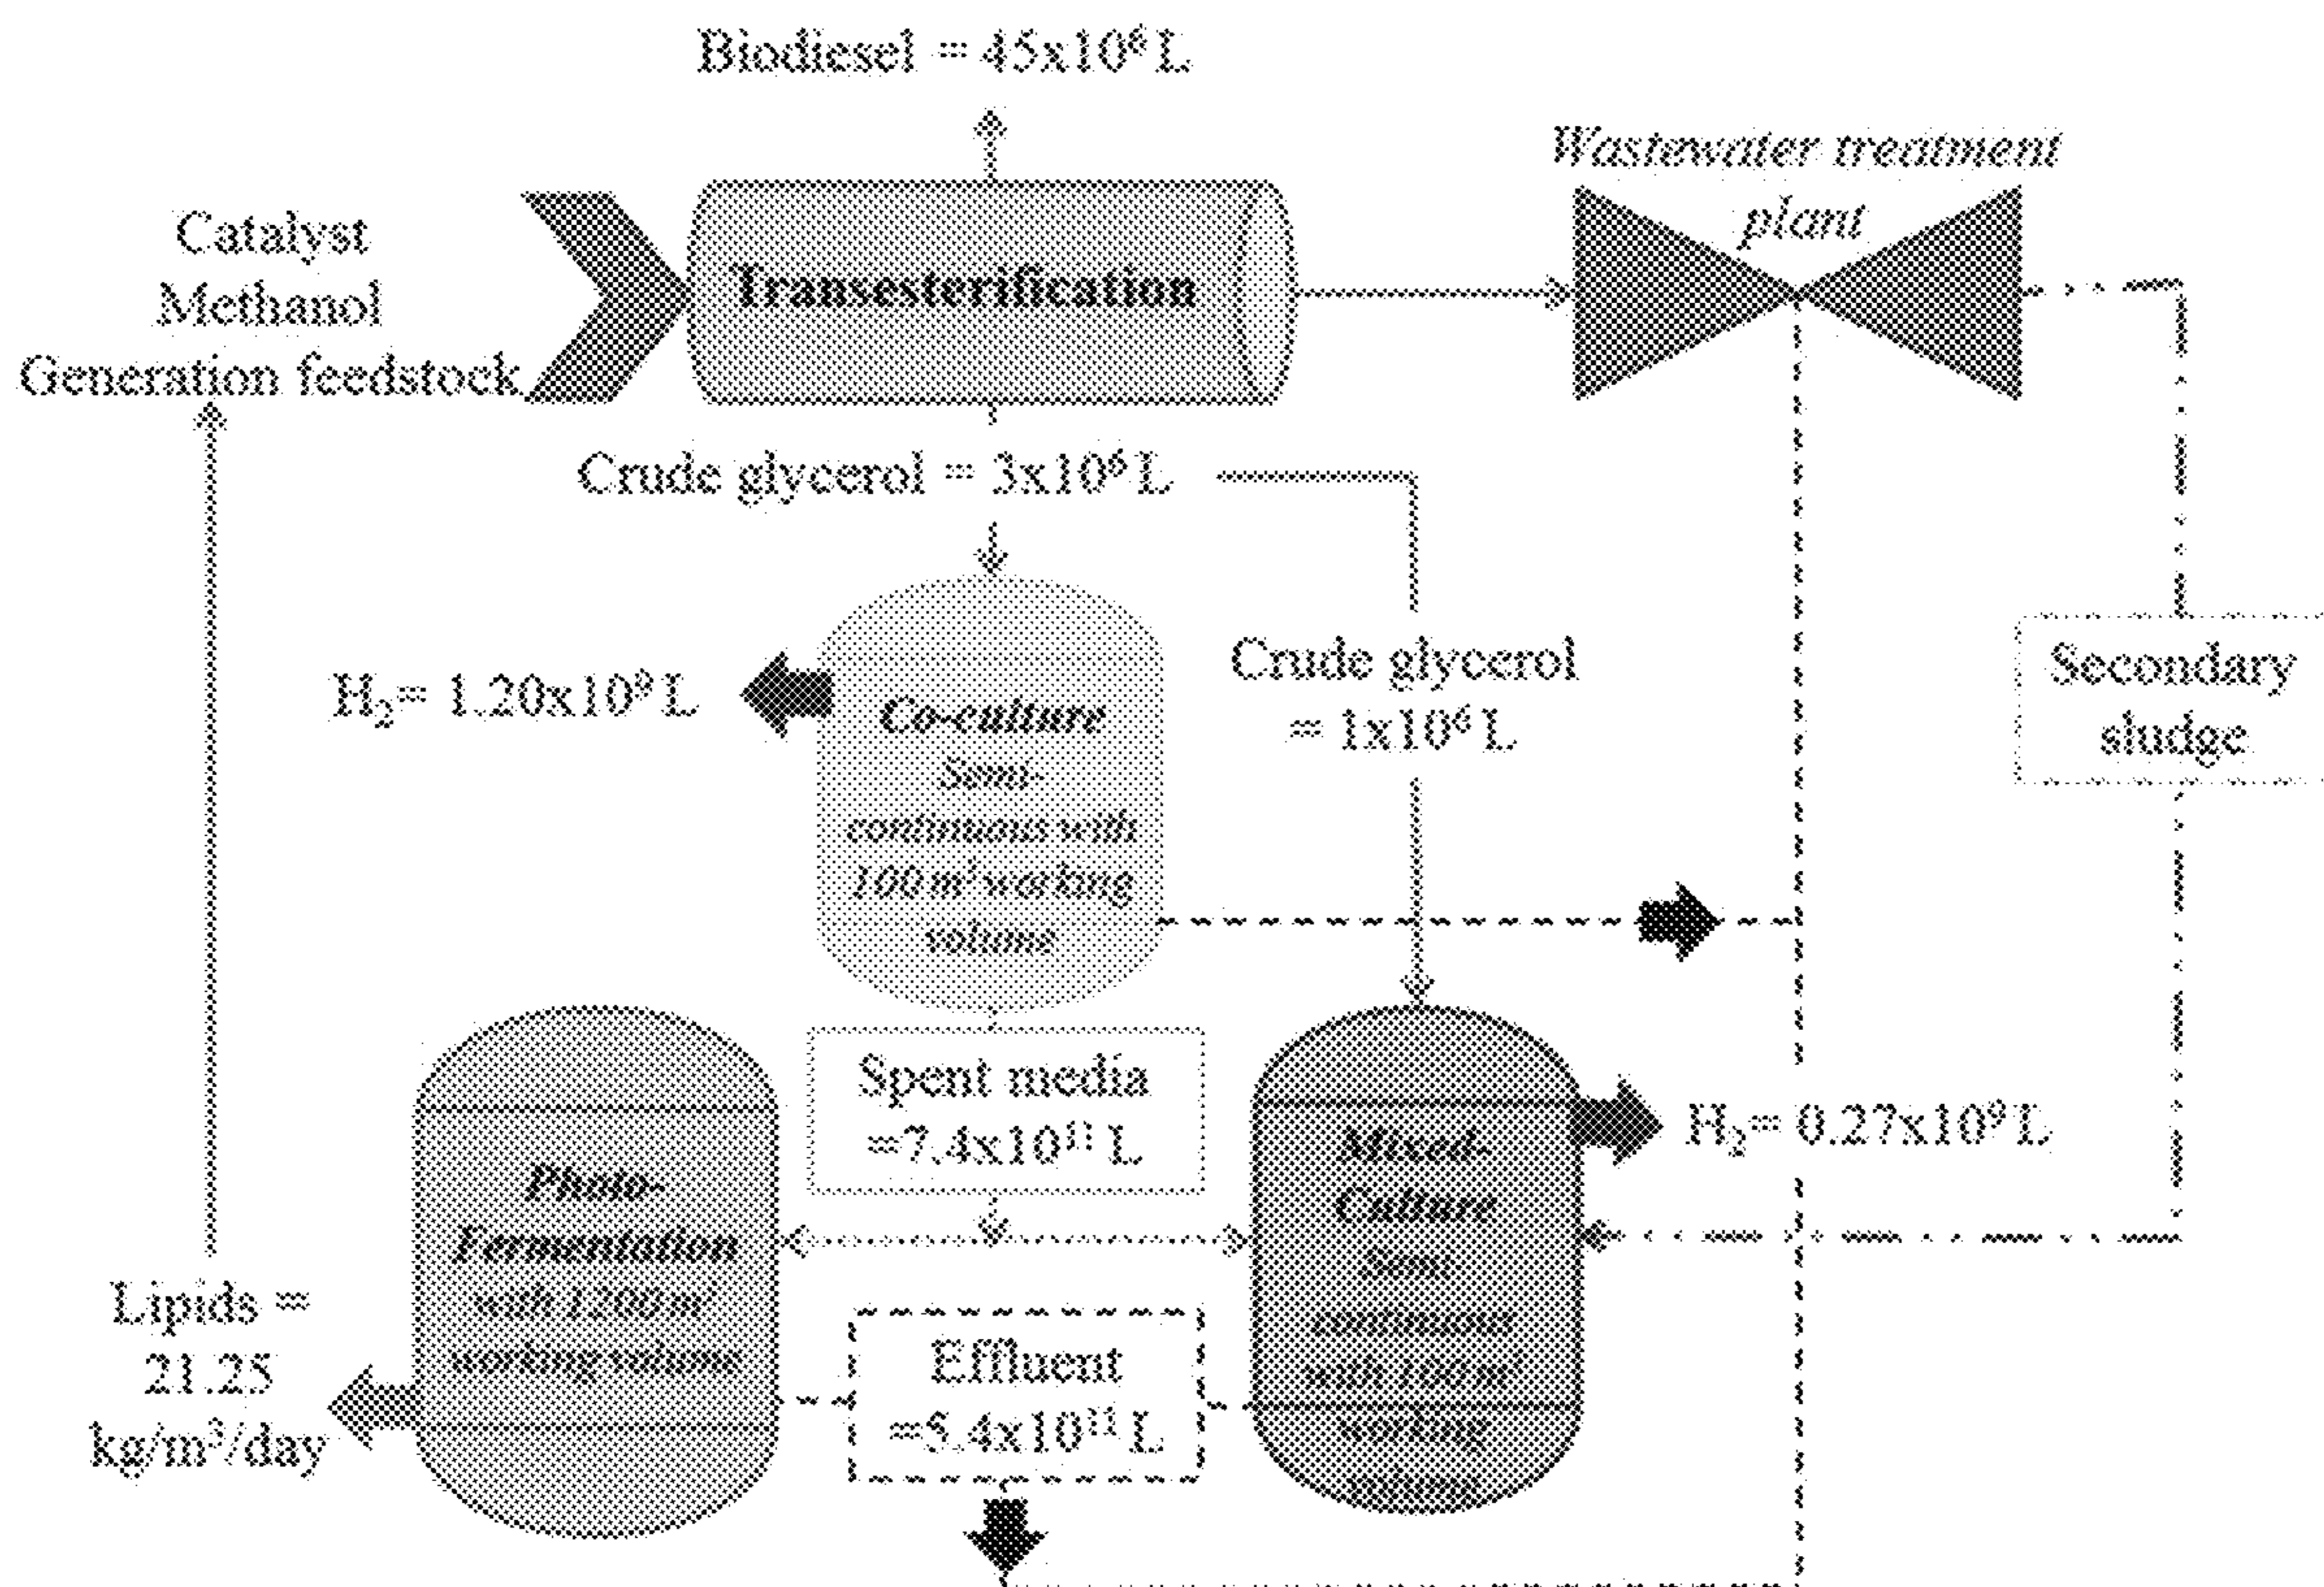 Biodiesel = 45x10⁶ L
Wastewater treatment
plant
Catalyst
Methanol
Generation feedstock
Transesterification
Crude glycerol = 3x10⁶ L
H₂= 1.20x10⁹ L
Co-culture
Semi-
continuous with
100 m³ working
volume
Crude glycerol
= 1x10⁶ L
Secondary
sludge
Spent media
=7.4x10¹¹ L
Photo-
Fermentation
with 1200 m³
working volume
Mixed-
Culture
Semi-
continuous
with 100 m³
working
volume
H₂= 0.27x10⁹ L
Lipids =
21.25
kg/m³/day
Effluent
=5.4x10¹¹ L